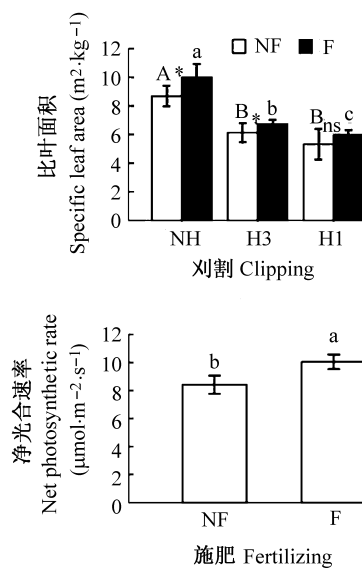 NF F
比叶面积
Specific leaf area (m²·kg⁻¹)
12
10
8
6
4
2
0
A * a
B * b
B ns c
NH H3 H1
刈割 Clipping
净光合速率
Net photosynthetic rate
(μmol·m⁻²·s⁻¹)
12
10
8
6
4
2
0
b a
NF F
施肥 Fertilizing